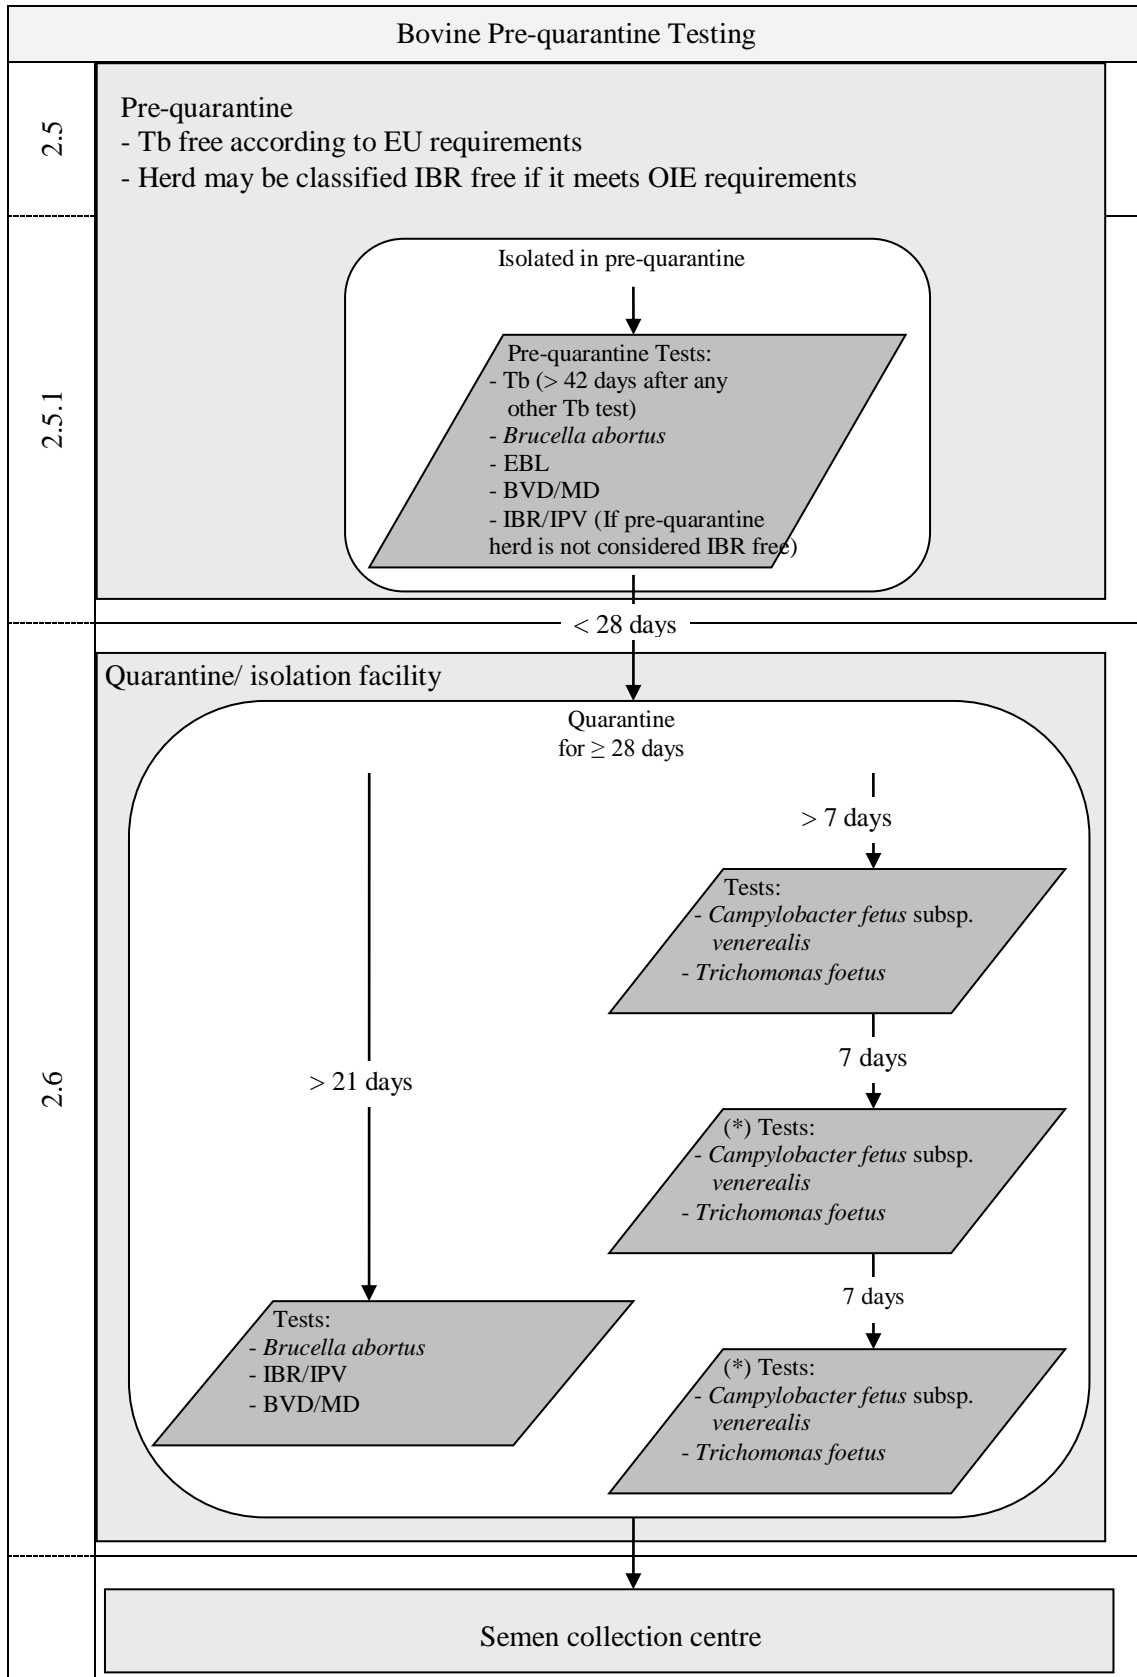 Bovine Pre-quarantine Testing
2.5
Pre-quarantine
- Tb free according to EU requirements
- Herd may be classified IBR free if it meets OIE requirements
2.5.1
Isolated in pre-quarantine
Pre-quarantine Tests:
- Tb (> 42 days after any
other Tb test)
- Brucella abortus
- EBL
- BVD/MD
- IBR/IPV (If pre-quarantine
herd is not considered IBR free)
< 28 days
2.6
Quarantine/ isolation facility
Quarantine
for ≥ 28 days
> 21 days
Tests:
- Brucella abortus
- IBR/IPV
- BVD/MD
> 7 days
Tests:
- Campylobacter fetus subsp.
venerealis
- Trichomonas foetus
7 days
(*) Tests:
- Campylobacter fetus subsp.
venerealis
- Trichomonas foetus
7 days
(*) Tests:
- Campylobacter fetus subsp.
venerealis
- Trichomonas foetus
Semen collection centre